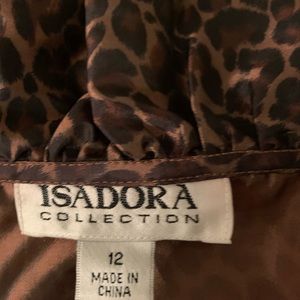 ISADORA
COLLECTION
12
MADE IN
CHINA